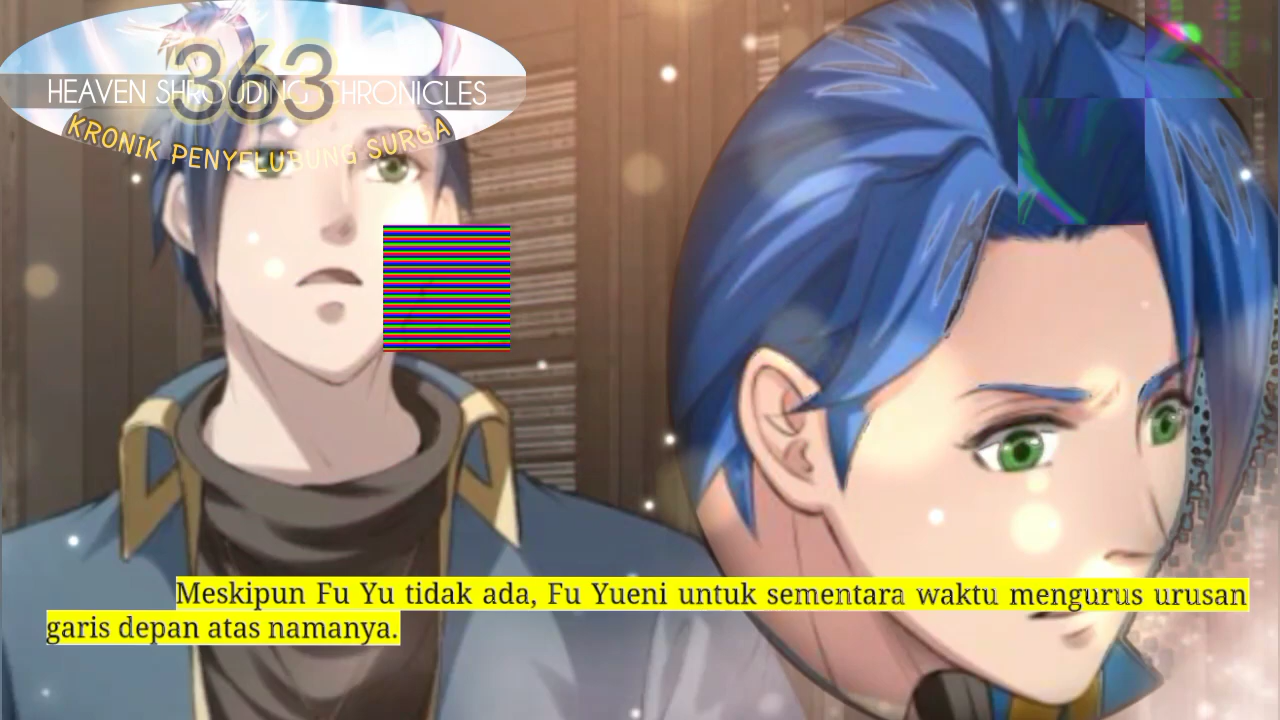 363
HEAVEN SHROUDING CHRONICLES
KRONIK PENYELUBUNG SURGA
Meskipun Fu Yu tidak ada, Fu Yueni untuk sementara waktu mengurus urusan
garis depan atas namanya.